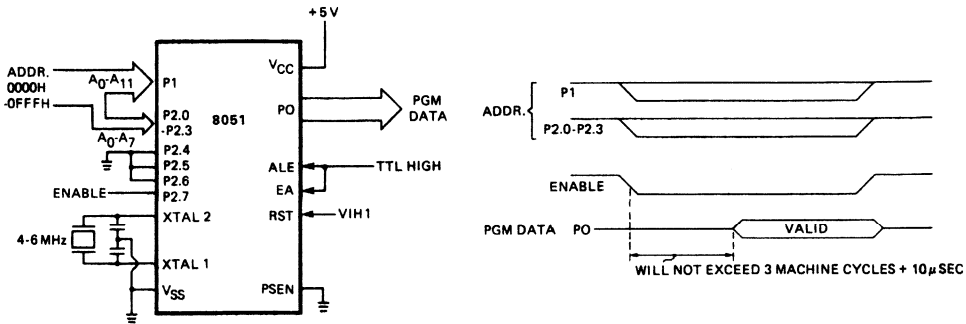 +5V
VCC
ADDR.
0000H
-0FFFH
A0-A11
P1
P2.0
-P2.3
A0-A7
8051
PO
PGM
DATA
P2.4
P2.5
P2.6
ENABLE
P2.7
ALE
TTL HIGH
EA
RST
VIH1
XTAL 2
4-6 MHz
XTAL 1
VSS
PSEN
P1
ADDR.
P2.0-P2.3
ENABLE
PGM DATA PO
VALID
WILL NOT EXCEED 3 MACHINE CYCLES + 10µSEC